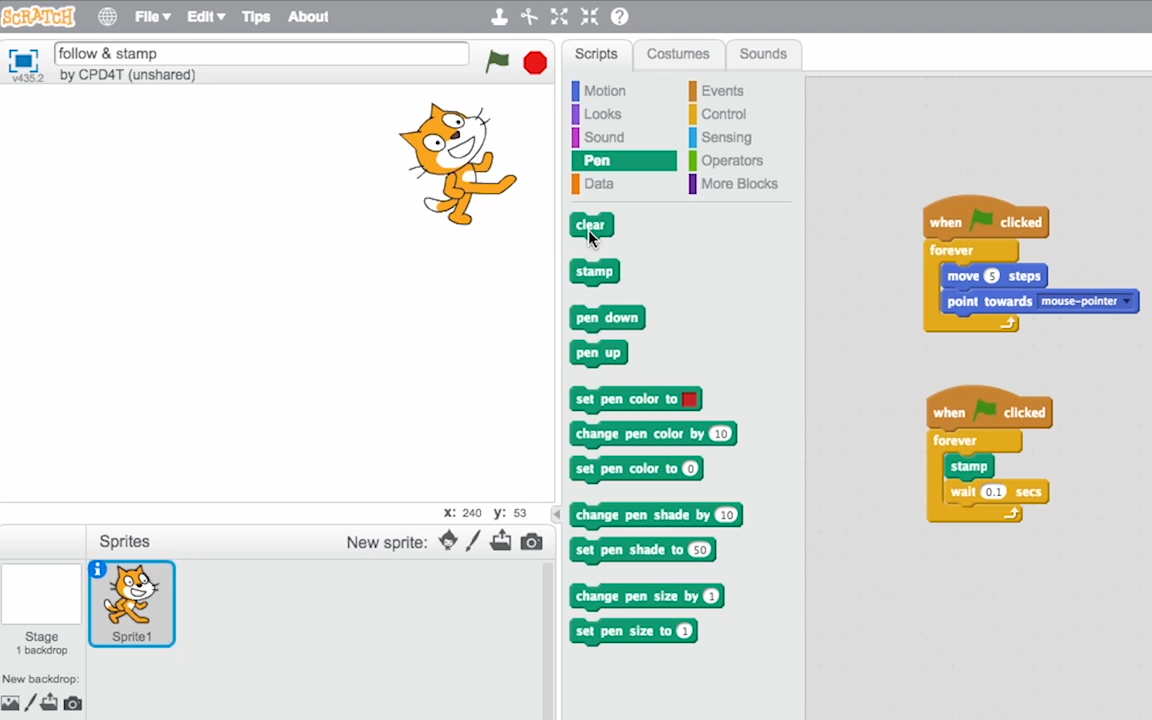 SCRATCH File Edit Tips About
v435.2
follow & stamp
by CPD4T (unshared)
Scripts Costumes Sounds
Motion Events
Looks Control
Sound Sensing
Pen Operators
Data More Blocks
clear
stamp
pen down
pen up
set pen color to
change pen color by 10
set pen color to 0
change pen shade by 10
set pen shade to 50
change pen size by 1
set pen size to 1
when clicked
forever
move 5 steps
point towards mouse-pointer
when clicked
forever
stamp
wait 0.1 secs
x: 240 y: 53
Sprites New sprite:
Sprite1
Stage
1 backdrop
New backdrop: